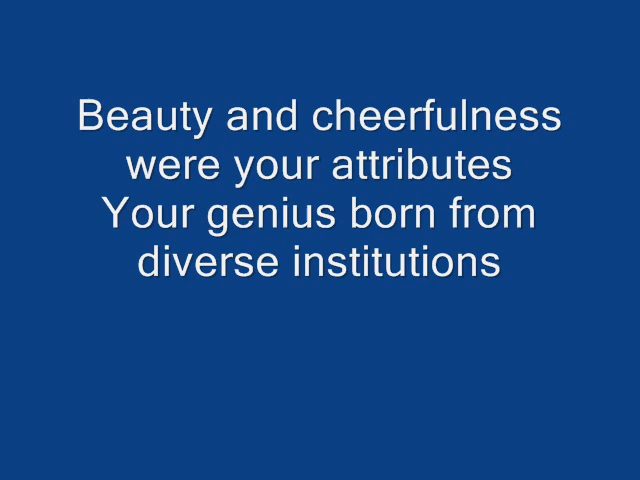 Beauty and cheerfulness
were your attributes
Your genius born from
diverse institutions